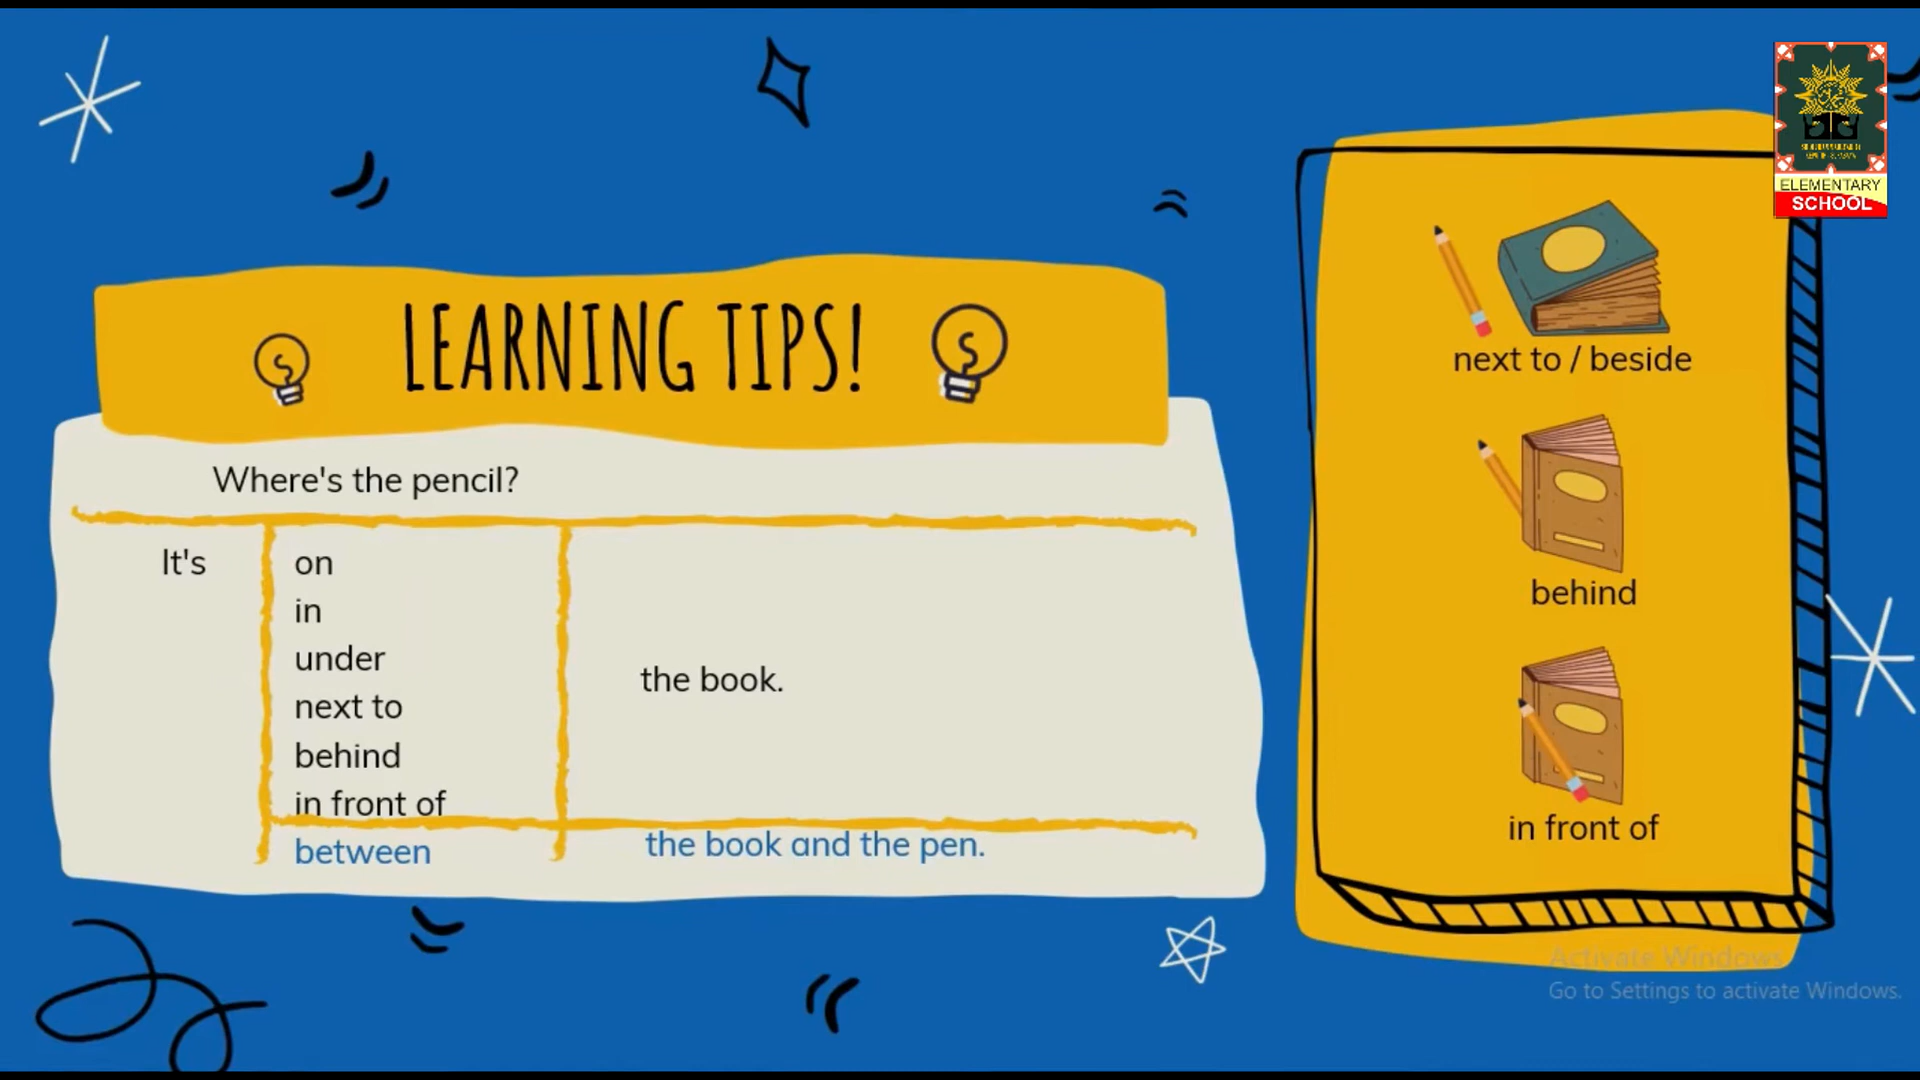 ELEMENTARY
SCHOOL
LEARNING TIPS!
Where's the pencil?
It's
on
in
under
next to
behind
in front of
the book.
between
the book and the pen.
next to / beside
behind
in front of
Activate Windows
Go to Settings to activate Windows.